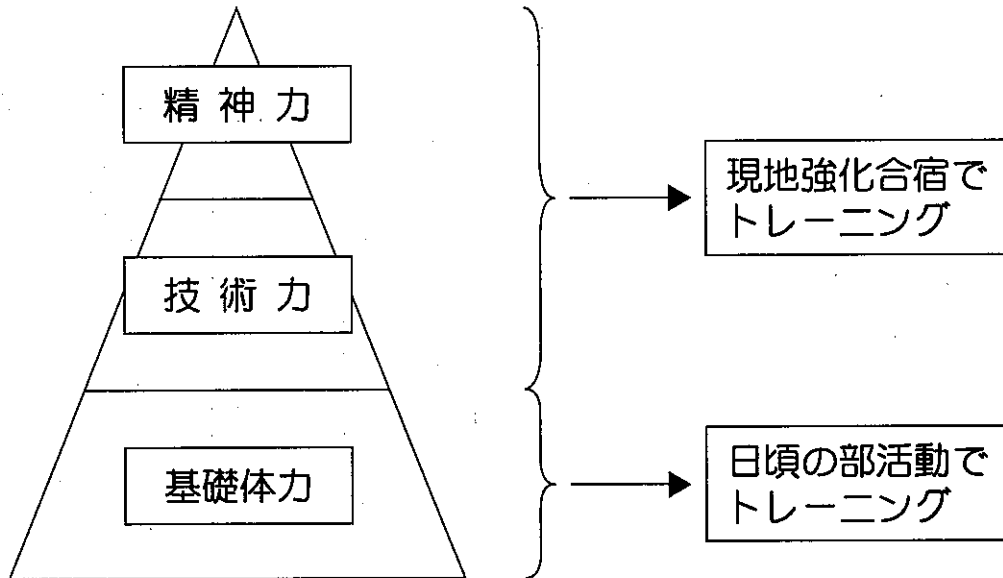 精神力
現地強化合宿で
トレーニング
技術力
基礎体力
日頃の部活動で
トレーニング